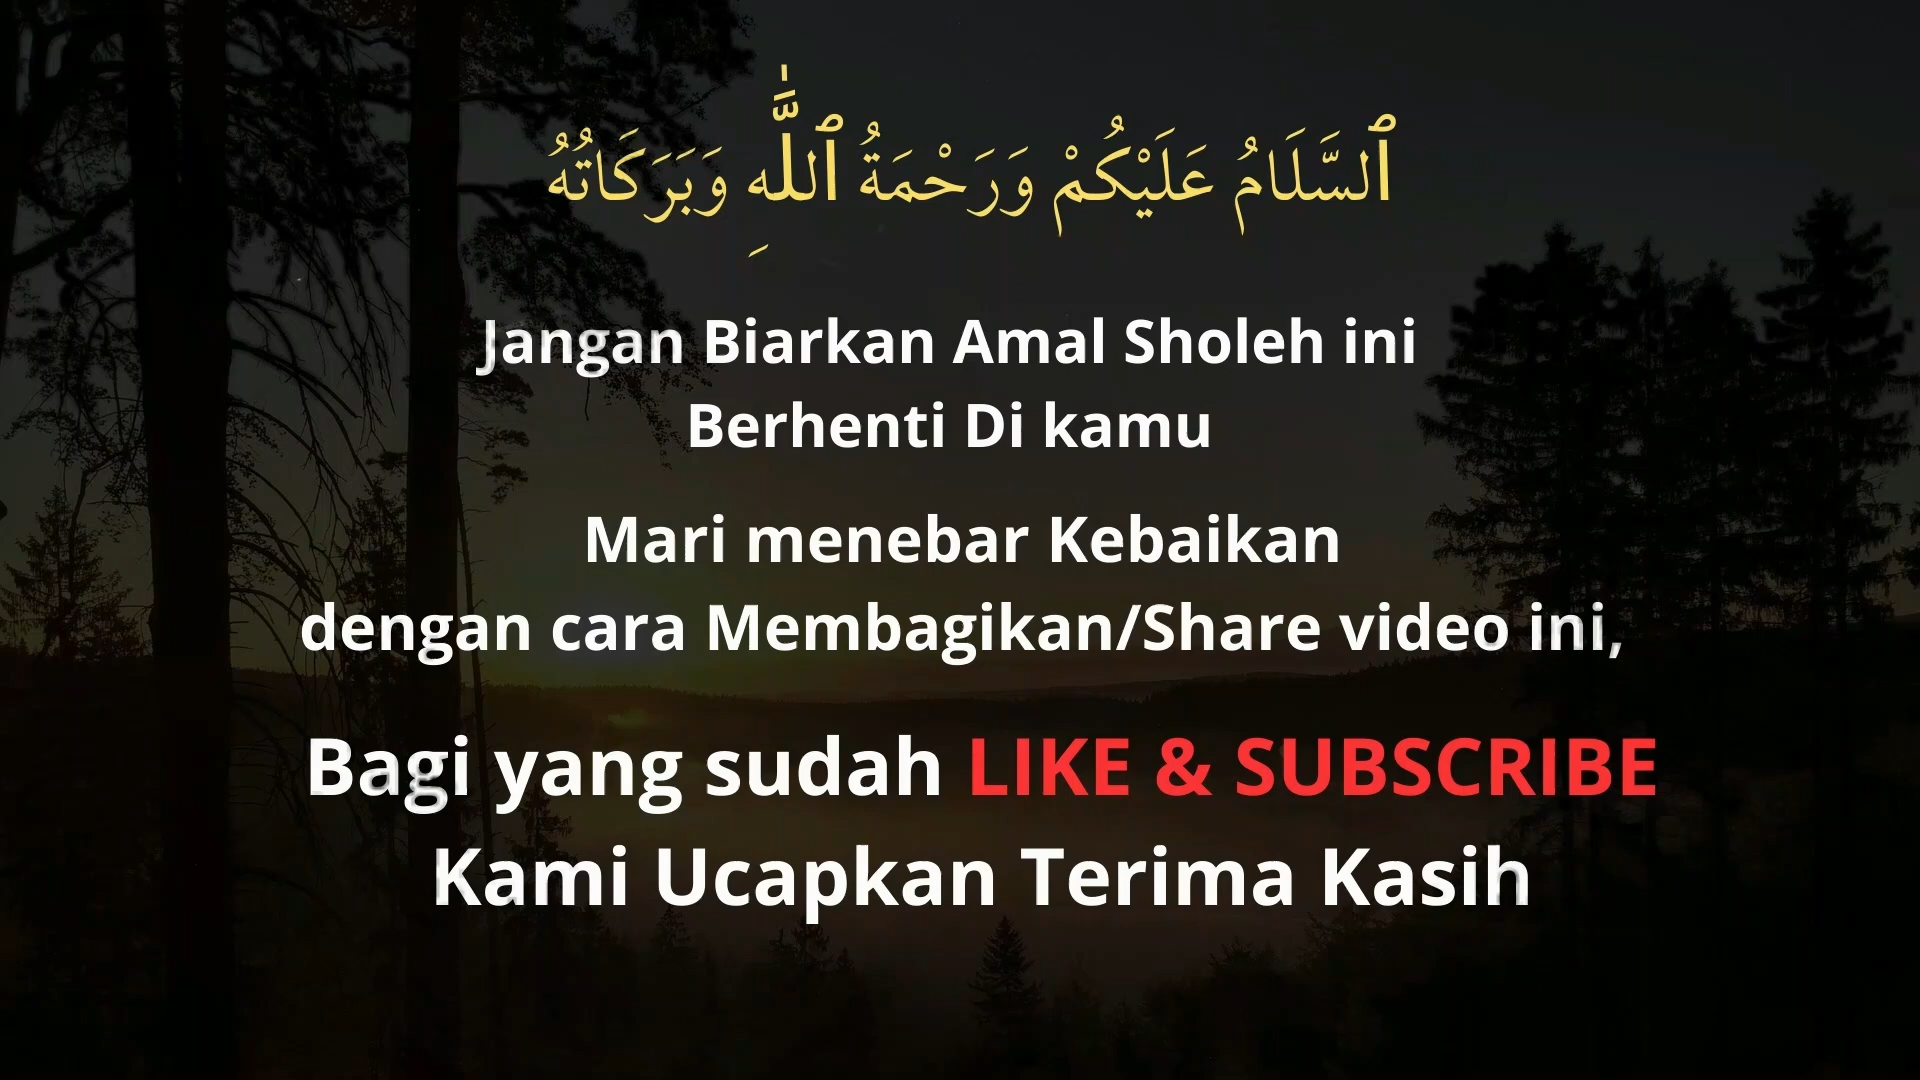 ٱلسَّلَامُ عَلَيْكُمْ وَرَحْمَةُ ٱللَّٰهِ وَبَرَكَاتُهُ
Jangan Biarkan Amal Sholeh ini
Berhenti Di kamu
Mari menebar Kebaikan
dengan cara Membagikan/Share video ini,
Bagi yang sudah LIKE & SUBSCRIBE
Kami Ucapkan Terima Kasih